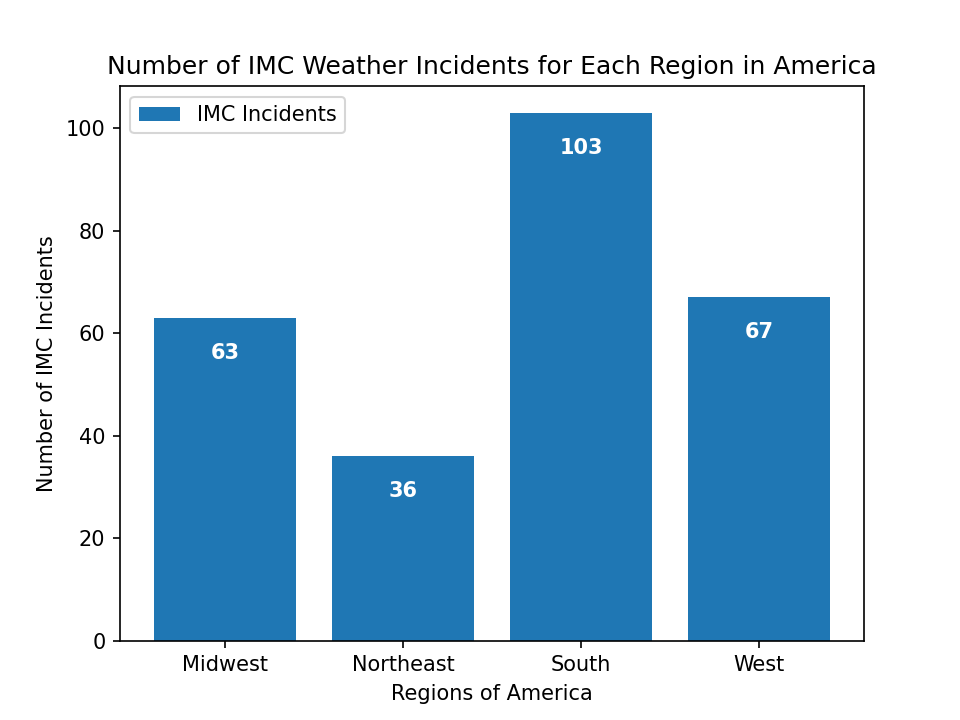 Number of IMC Weather Incidents for Each Region in America
IMC Incidents
Number of IMC Incidents
100
80
60
40
20
0
63
36
103
67
Midwest Northeast South West
Regions of America